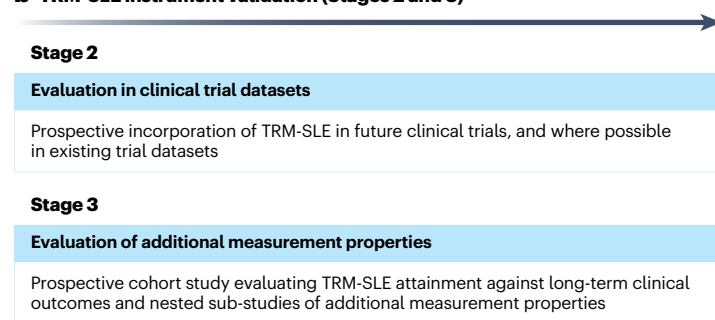 b TRM-SLE instrument validation (Stages 2 and 3)
Stage 2
Evaluation in clinical trial datasets
Prospective incorporation of TRM-SLE in future clinical trials, and where possible
in existing trial datasets
Stage 3
Evaluation of additional measurement properties
Prospective cohort study evaluating TRM-SLE attainment against long-term clinical
outcomes and nested sub-studies of additional measurement properties